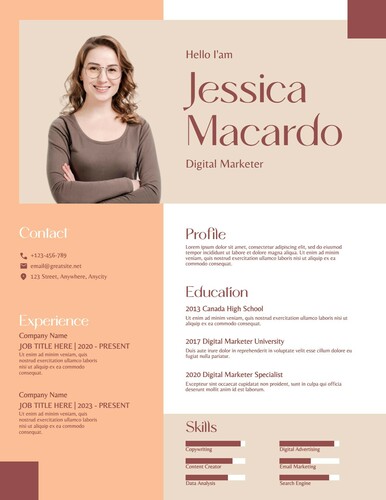 Hello I'am
Jessica
Macardo
Digital Marketer
Contact
+123-456-789
email@greatsite.net
123 Street, Anywhere, Anycity
Experience
Company Name
JOB TITLE HERE | 2020 - PRESENT
Ut enim ad minim veniam, quis
nostrud exercitation ullamco laboris
nisi ut aliquip ex ea commodo
consequat.
Company Name
JOB TITLE HERE | 2023 - PRESENT
Ut enim ad minim veniam, quis
nostrud exercitation ullamco laboris
nisi ut aliquip ex ea commodo
consequat.
Profile
Lorem ipsum dolor sit amet, consectetur adipiscing elit, sed do eiusmod
tempor incididunt ut labore et dolore magna aliqua. Ut enim ad minim
veniam, quis nostrud exercitation ullamco laboris nisi ut aliquip ex ea
commodo consequat.
Education
2013 Canada High School
Ut enim ad minim veniam, quis nostrud exercitation ullamco laboris nisi ut
aliquip ex ea commodo consequat.
2017 Digital Marketer University
Duis aute irure dolor in reprehenderit in voluptate velit esse cillum dolore eu
fugiat nulla pariatur.
2020 Digital Marketer Specialist
Excepteur sint occaecat cupidatat non proident, sunt in culpa qui officia
deserunt mollit anim id est laborum.
Skills
Copywriting
Digital Advertising
Content Creator
Email Marketing
Data Analysis
Search Engine